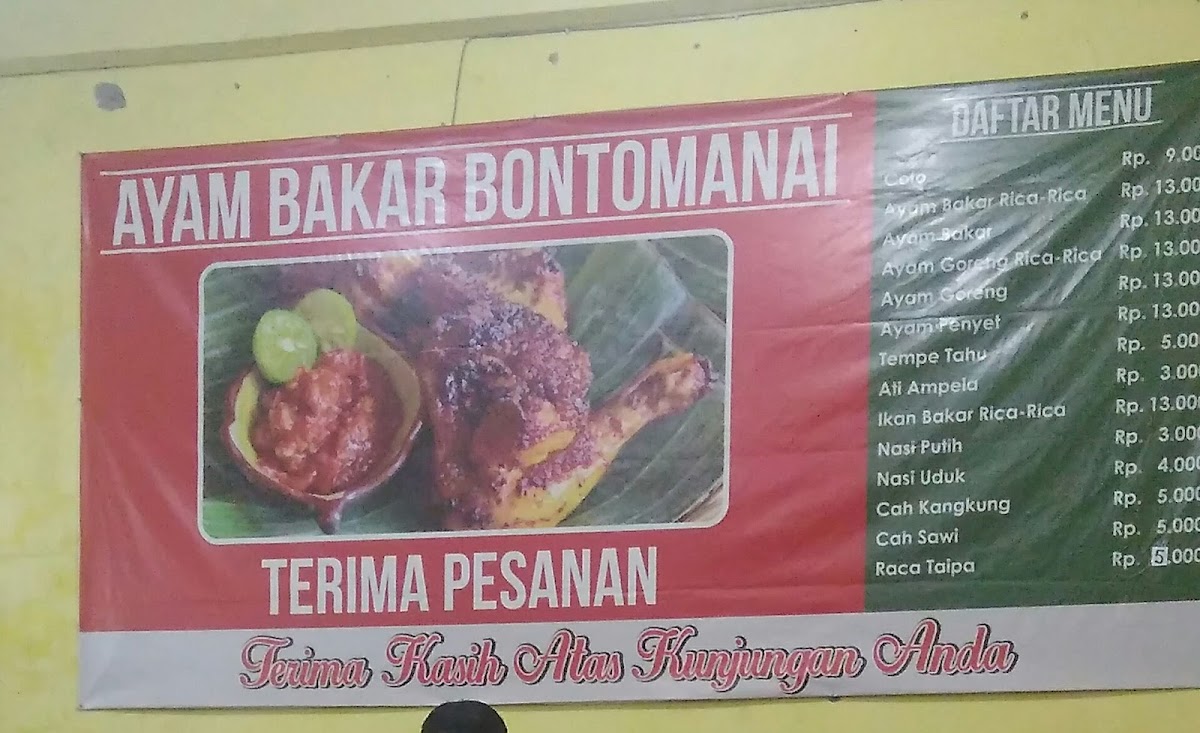 AYAM BAKAR BONTOMANAI
TERIMA PESANAN
DAFTAR MENU
Coto Rp. 9.00
Ayam Bakar Rica-Rica Rp. 13.00
Ayam Bakar Rp. 13.00
Ayam Goreng Rica-Rica Rp. 13.00
Ayam Goreng Rp. 13.00
Ayam Penyet Rp. 13.00
Tempe Tahu Rp. 5.00
Ati Ampela Rp. 3.000
Ikan Bakar Rica-Rica Rp. 13.000
Nasi Putih Rp. 3.000
Nasi Uduk Rp. 4.000
Cah Kangkung Rp. 5.000
Cah Sawi Rp. 5.000
Raca Taipa Rp. 5.000
Terima Kasih Atas Kunjungan Anda